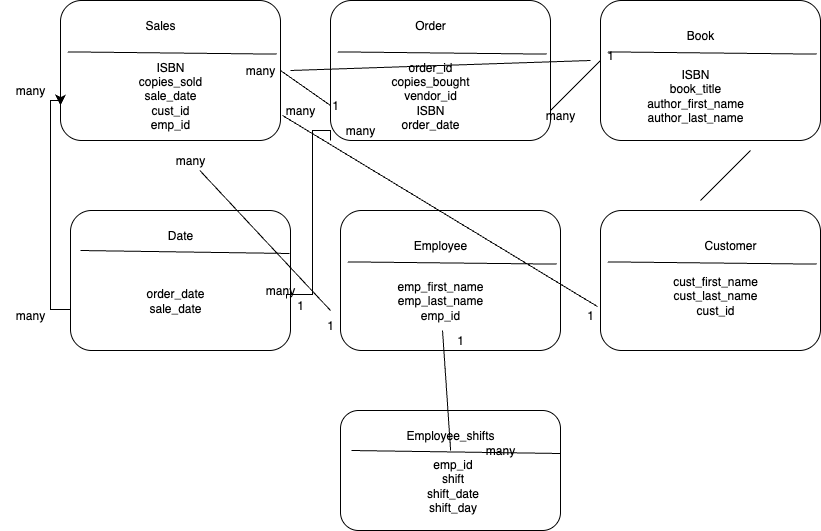 Sales
ISBN
copies_sold
sale_date
cust_id
emp_id
Order
order_id
copies_bought
vendor_id
ISBN
order_date
Book
ISBN
book_title
author_first_name
author_last_name
many
many
many
1
1
many
many
many
Date
order_date
sale_date
many
many
1
1
Employee
emp_first_name
emp_last_name
emp_id
1
Customer
cust_first_name
cust_last_name
cust_id
1
Employee_shifts
many
emp_id
shift
shift_date
shift_day